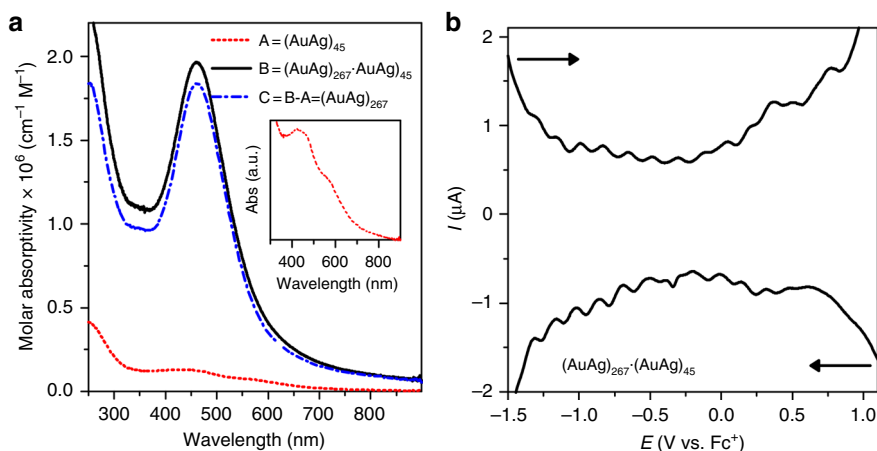 a
Molar absorptivity × 10⁶ (cm⁻¹ M⁻¹)
2.0
1.5
1.0
0.5
0.0
A = (AuAg)₄₅
B = (AuAg)₂₆₇·AuAg)₄₅
C = B-A = (AuAg)₂₆₇
Abs (a.u.)
400 600 800
Wavelength (nm)
300 400 500 600 700 800
Wavelength (nm)
b
I (μA)
2
1
0
−1
−2
(AuAg)₂₆₇·(AuAg)₄₅
−1.5 −1.0 −0.5 0.0 0.5 1.0
E (V vs. Fc⁺)